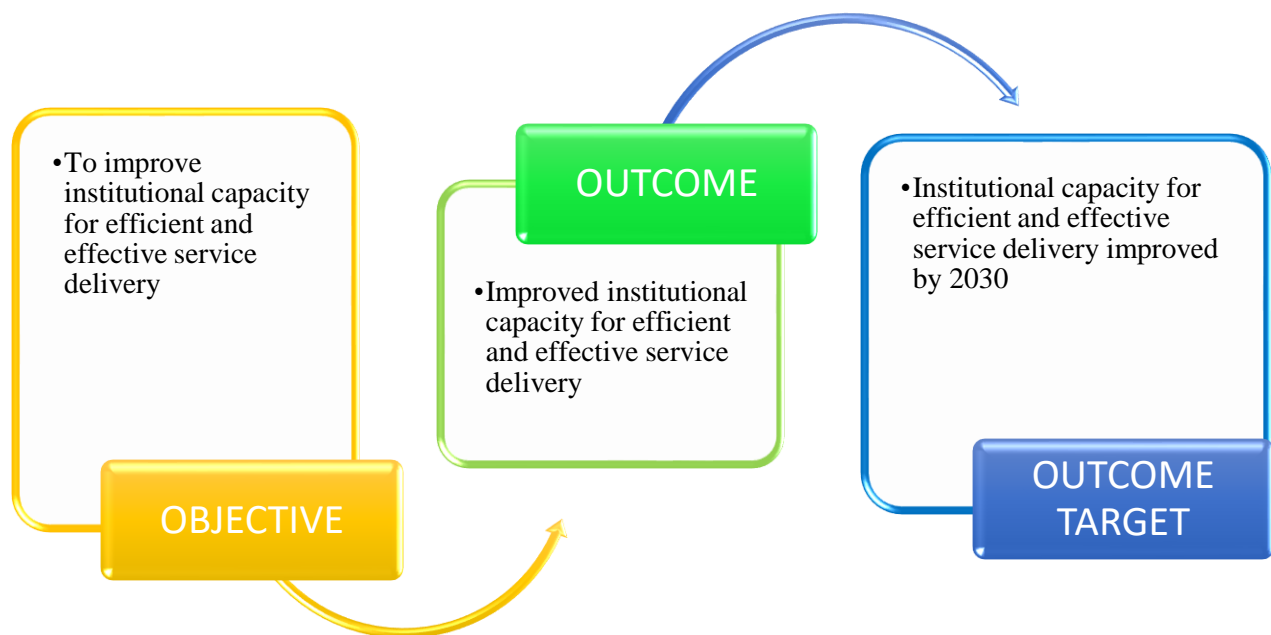 •To improve
institutional capacity
for efficient and
effective service
delivery
OBJECTIVE
OUTCOME
•Improved institutional
capacity for efficient
and effective service
delivery
•Institutional capacity for
efficient and effective
service delivery improved
by 2030
OUTCOME
TARGET